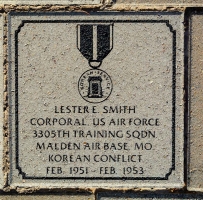 LESTER E. SMITH
CORPORAL, US AIR FORCE
3305TH TRAINING SQDN
MALDEN AIR BASE, MO.
KOREAN CONFLICT
FEB. 1951 - FEB. 1953